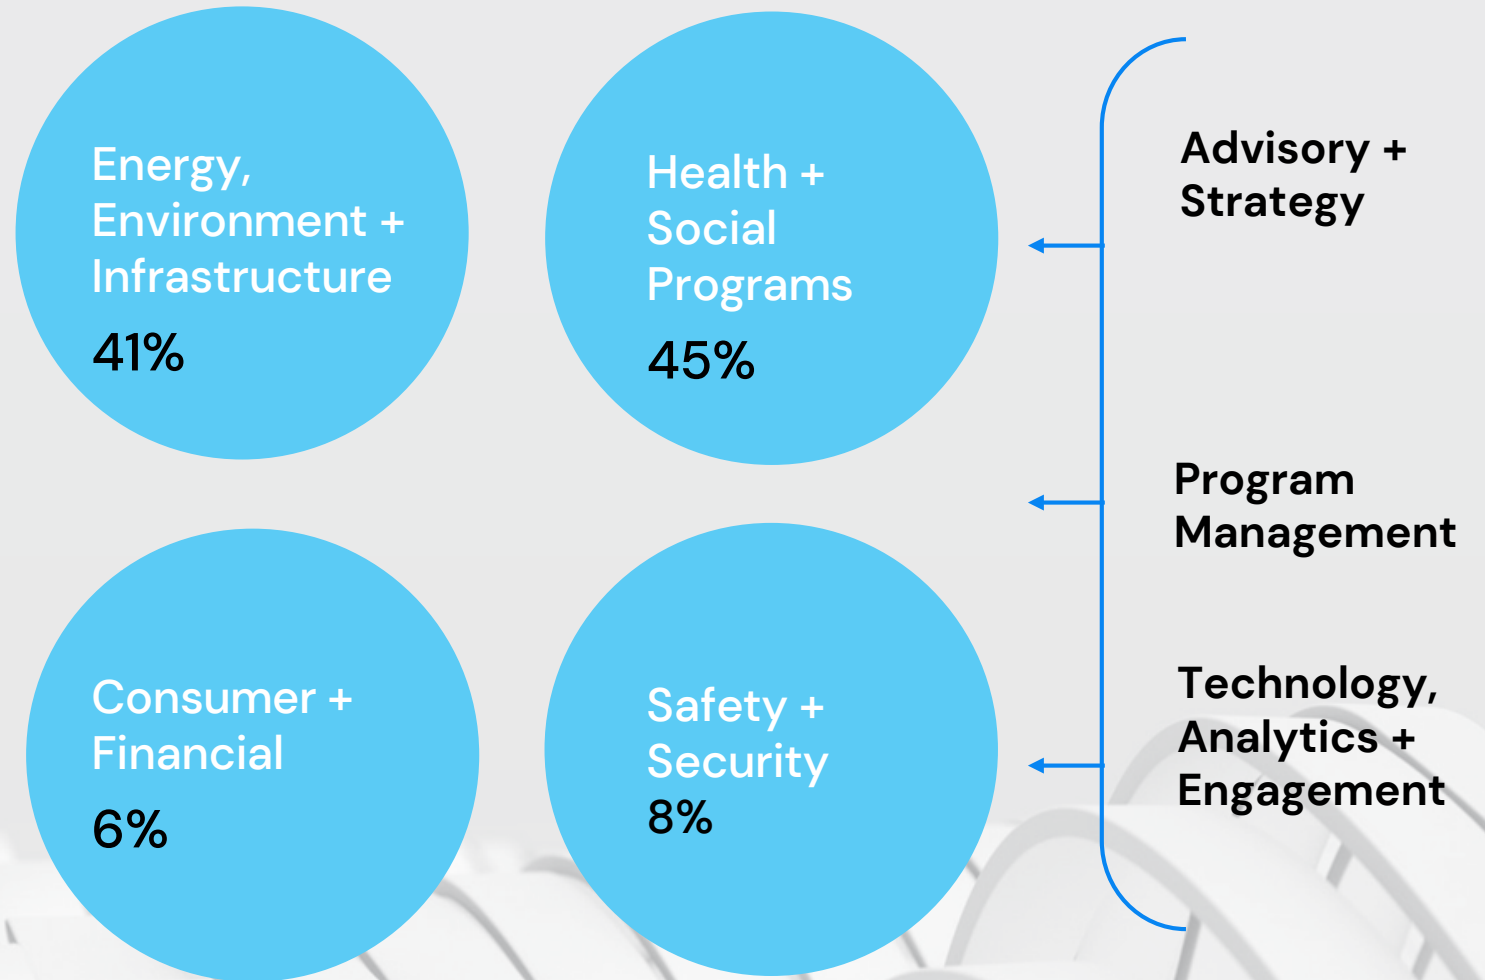 Energy,
Environment +
Infrastructure
41%
Health +
Social
Programs
45%
Consumer +
Financial
6%
Safety +
Security
8%
Advisory +
Strategy
Program
Management
Technology,
Analytics +
Engagement